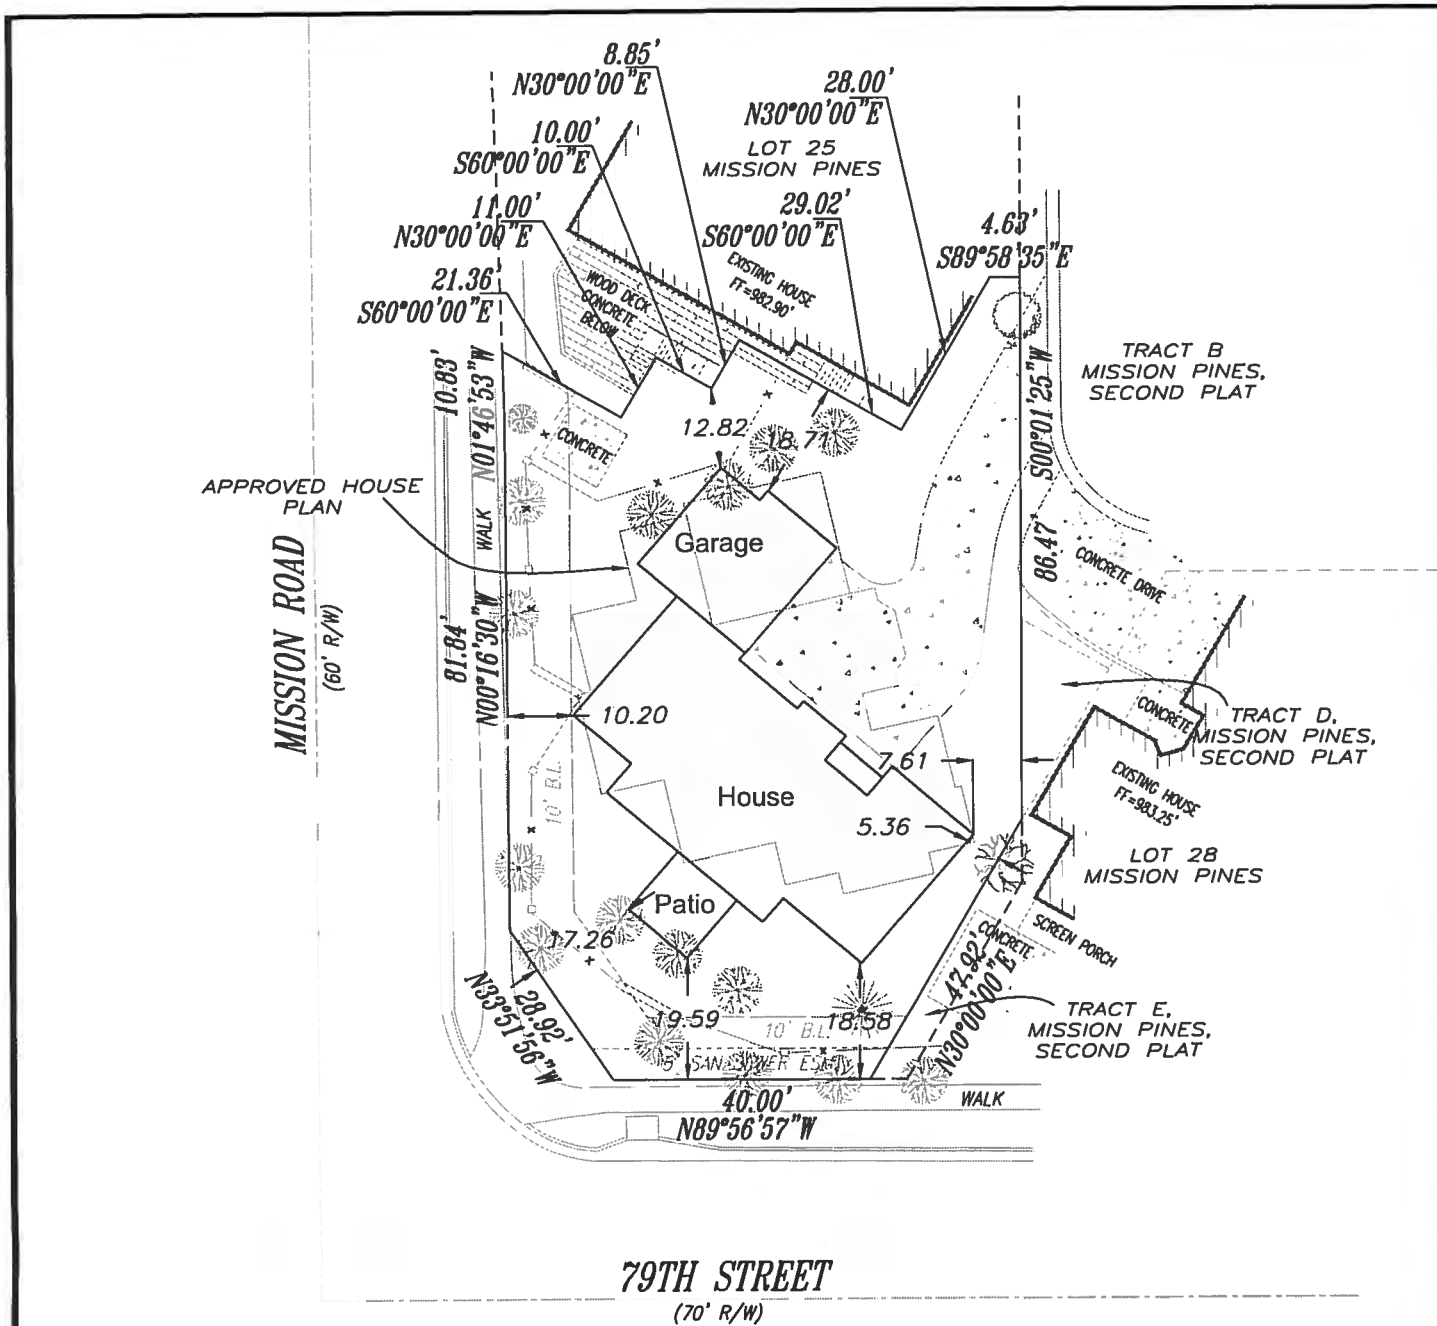 8.85'
N30°00'00"E
28.00'
N30°00'00"E
10.00'
S60°00'00"E
LOT 25
MISSION PINES
11.00'
N30°00'00"E
29.02'
S60°00'00"E
4.63'
S89°58'35"E
21.36'
S60°00'00"E
EXISTING HOUSE
FF=982.90'
WOOD DECK
CONCRETE
BELOW
TRACT B
MISSION PINES,
SECOND PLAT
10.83'
N01°46'53"W
S00°01'25"W
86.47
12.82
18.71
CONCRETE
APPROVED HOUSE
PLAN
WALK
Garage
CONCRETE DRIVE
MISSION ROAD
(60' R/W)
81.84'
N00°16'30"W
10.20
CONCRETE
TRACT D,
MISSION PINES,
SECOND PLAT
7.61
House
EXISTING HOUSE
FF=983.25'
10' B.L.
5.36
LOT 28
MISSION PINES
Patio
SCREEN PORCH
CONCRETE
17.26
47.92'
N30°00'00"E
N33°51'56"W
28.92'
TRACT E,
MISSION PINES,
SECOND PLAT
19.59
10' B.L.
18.58
5' SAN SEWER ESMT
WALK
40.00'
N89°56'57"W
79TH STREET
(70' R/W)